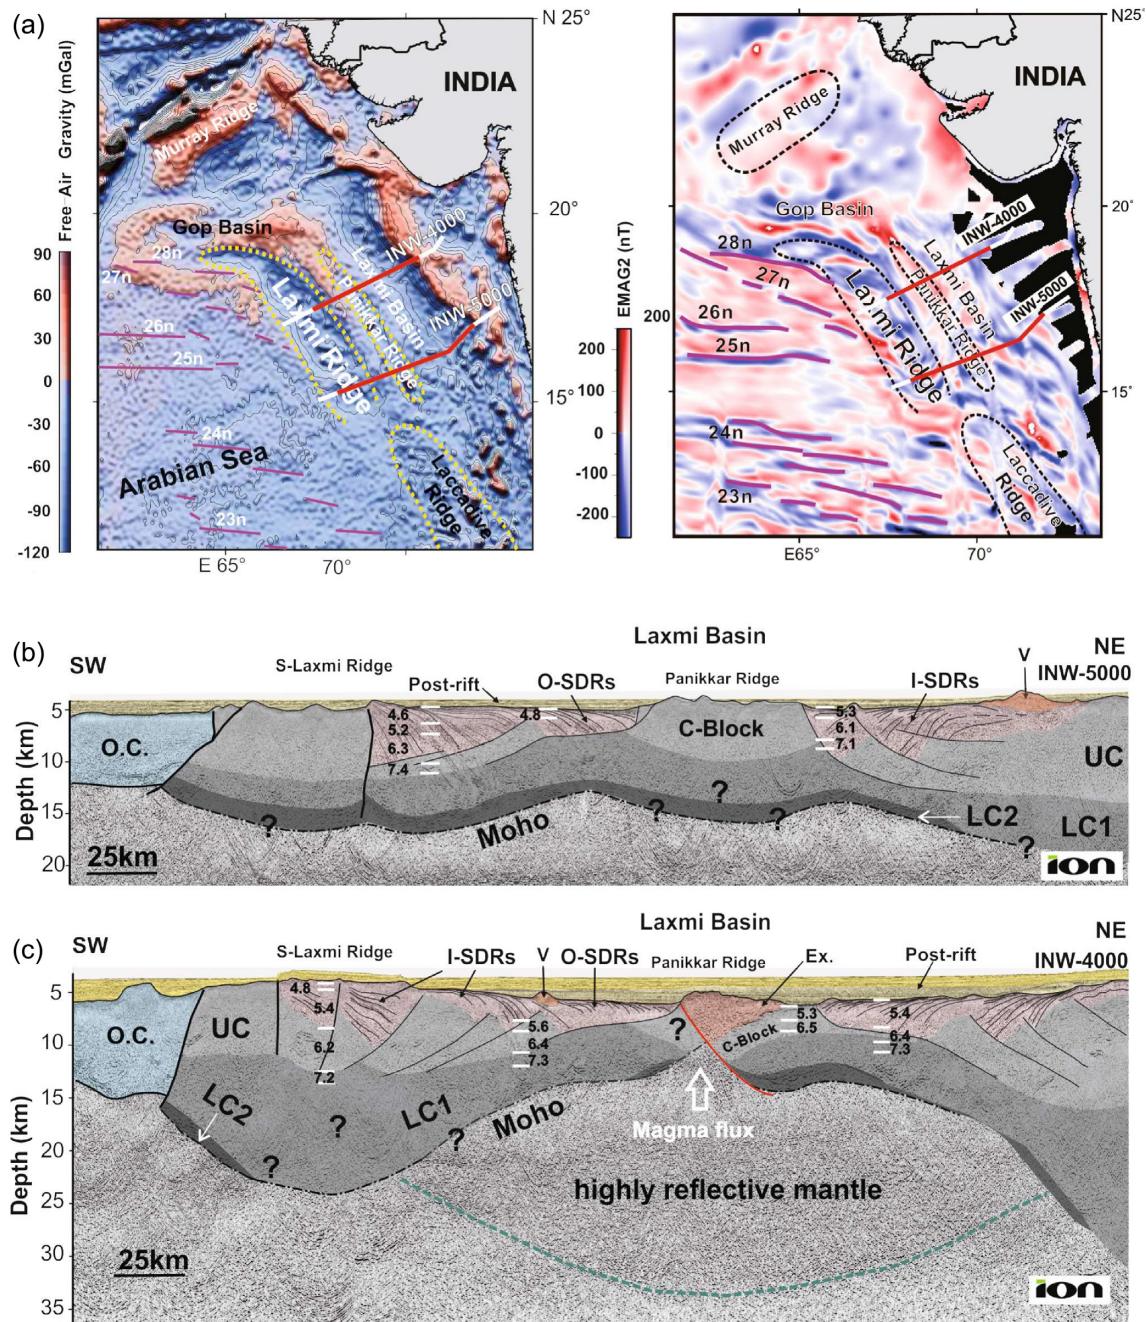 (a)
Free-Air Gravity (mGal)
90
60
30
0
-30
-60
-90
-120
N 25°
20°
15°
E 65°
70°
INDIA
Murray Ridge
Gop Basin
28n
27n
26n
25n
24n
23n
Laxmi Ridge
Laxmi Basin
Panikkar Ridge
INW-4000
INW-5000
Arabian Sea
Laccadive
Ridge
EMAG2 (nT)
200
200
100
0
-100
-200
N25°
20°
15°
E65°
70°
INDIA
Murray Ridge
Gop Basin
28n
27n
26n
25n
24n
23n
Laxmi Ridge
Laxmi Basin
Panikkar Ridge
INW-4000
INW-5000
Laccadive
Ridge
(b)
SW
Laxmi Basin
NE
INW-5000
S-Laxmi Ridge
Post-rift
O-SDRs
Panikkar Ridge
I-SDRs
V
Depth (km)
5
10
15
20
O.C.
4.6
5.2
6.3
7.4
4.8
C-Block
5.3
6.1
7.1
UC
LC2
LC1
Moho
?
?
?
?
?
25km
ion
(c)
SW
Laxmi Basin
NE
INW-4000
S-Laxmi Ridge
I-SDRs
V
O-SDRs
Panikkar Ridge
Ex.
Post-rift
Depth (km)
5
10
15
20
25
30
35
O.C.
UC
4.8
5.4
6.2
7.2
5.6
6.4
7.3
?
C-Block
5.3
6.5
5.4
6.4
7.3
LC2
LC1
Moho
?
?
?
Magma flux
highly reflective mantle
25km
ion